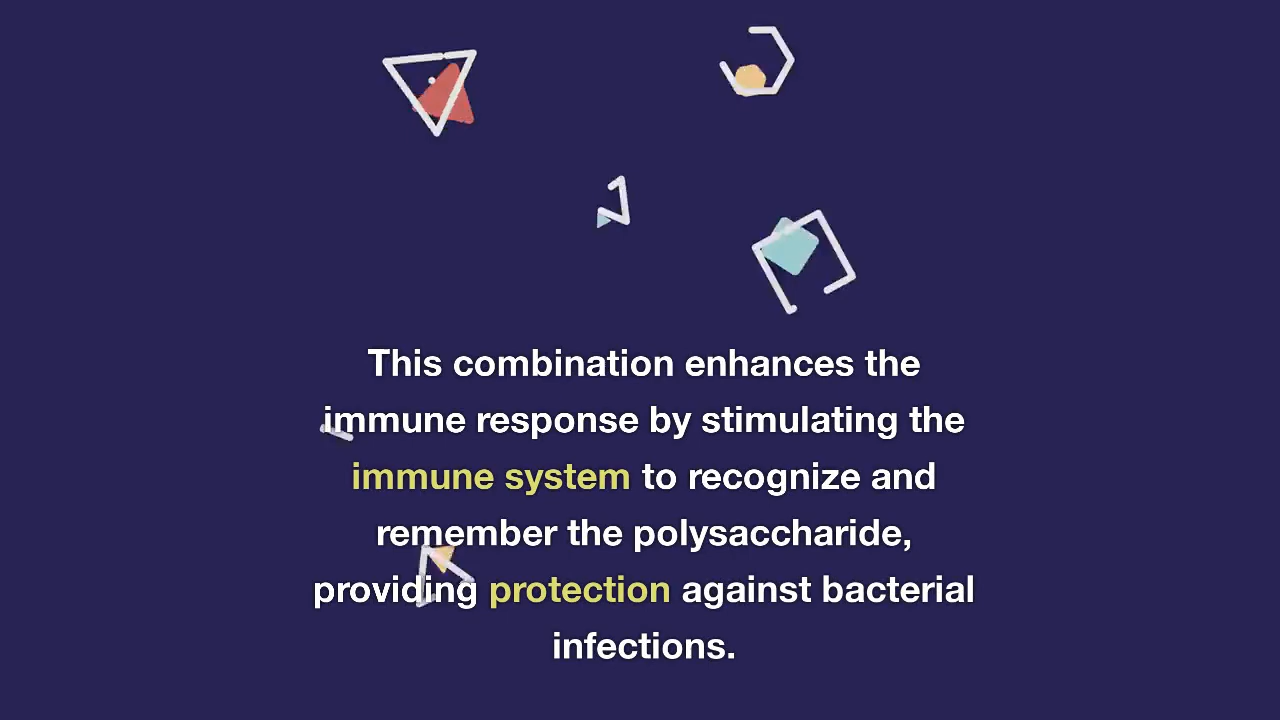 This combination enhances the
immune response by stimulating the
immune system to recognize and
remember the polysaccharide,
providing protection against bacterial
infections.